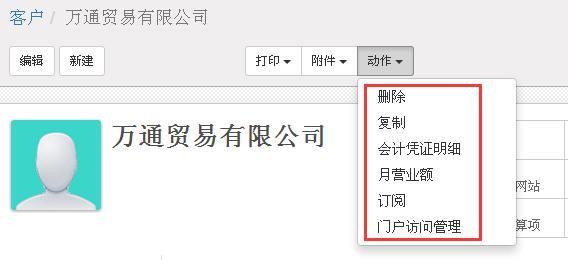 客户 / 万通贸易有限公司
编辑 新建 打印 附件 动作
删除
万通贸易有限公司
复制
会计凭证明细
月营业额
网站
订阅
门户访问管理
算项